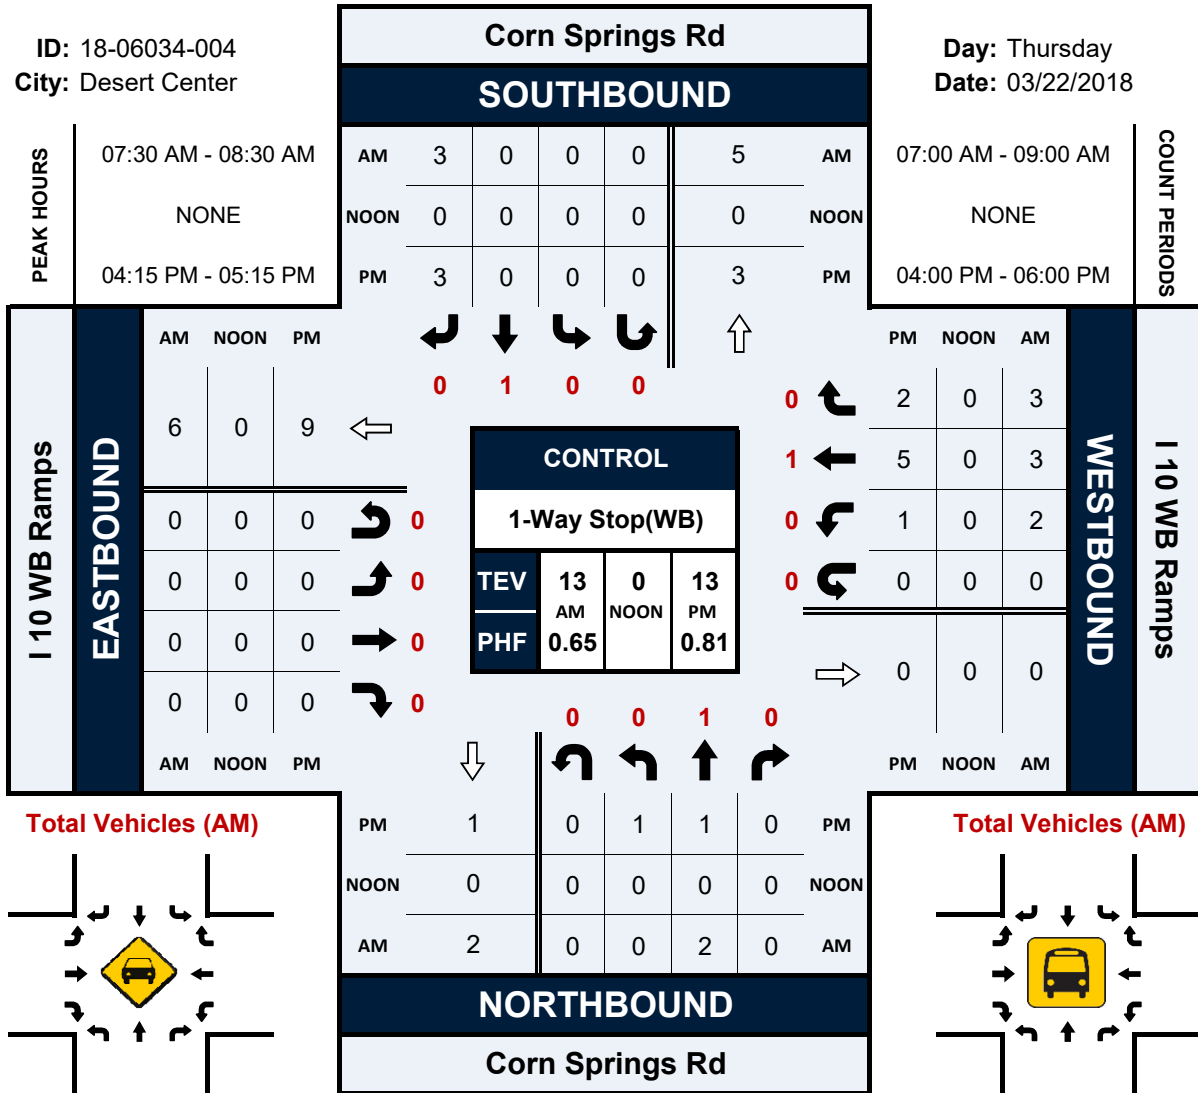 Corn Springs Rd
SOUTHBOUND
ID: 18-06034-004
City: Desert Center
Day: Thursday
Date: 03/22/2018
PEAK HOURS
07:30 AM - 08:30 AM
NONE
04:15 PM - 05:15 PM
AM 3 0 0 0 5 AM
NOON 0 0 0 0 0 NOON
PM 3 0 0 0 3 PM
07:00 AM - 09:00 AM
NONE
04:00 PM - 06:00 PM
COUNT PERIODS
0 1 0 0
I 10 WB Ramps
EASTBOUND
AM NOON PM
6 0 9
0 0 0 0
0 0 0 0
0 0 0 0
0 0 0 0
AM NOON PM
CONTROL
1-Way Stop(WB)
TEV 13 0 13
AM NOON PM
PHF 0.65 0.81
PM NOON AM
0 2 0 3
1 5 0 3
0 1 0 2
0 0 0 0
0 0 0
PM NOON AM
WESTBOUND
I 10 WB Ramps
0 0 1 0
PM 1 0 1 1 0 PM
NOON 0 0 0 0 0 NOON
AM 2 0 0 2 0 AM
NORTHBOUND
Corn Springs Rd
Total Vehicles (AM)
Total Vehicles (AM)